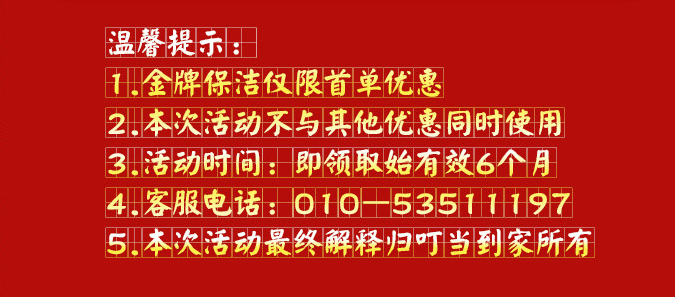 温馨提示：
1.金牌保洁仅限首单优惠
2.本次活动不与其他优惠同时使用
3.活动时间：即领取始有效6个月
4.客服电话：010—53511197
5.本次活动最终解释归叮当到家所有